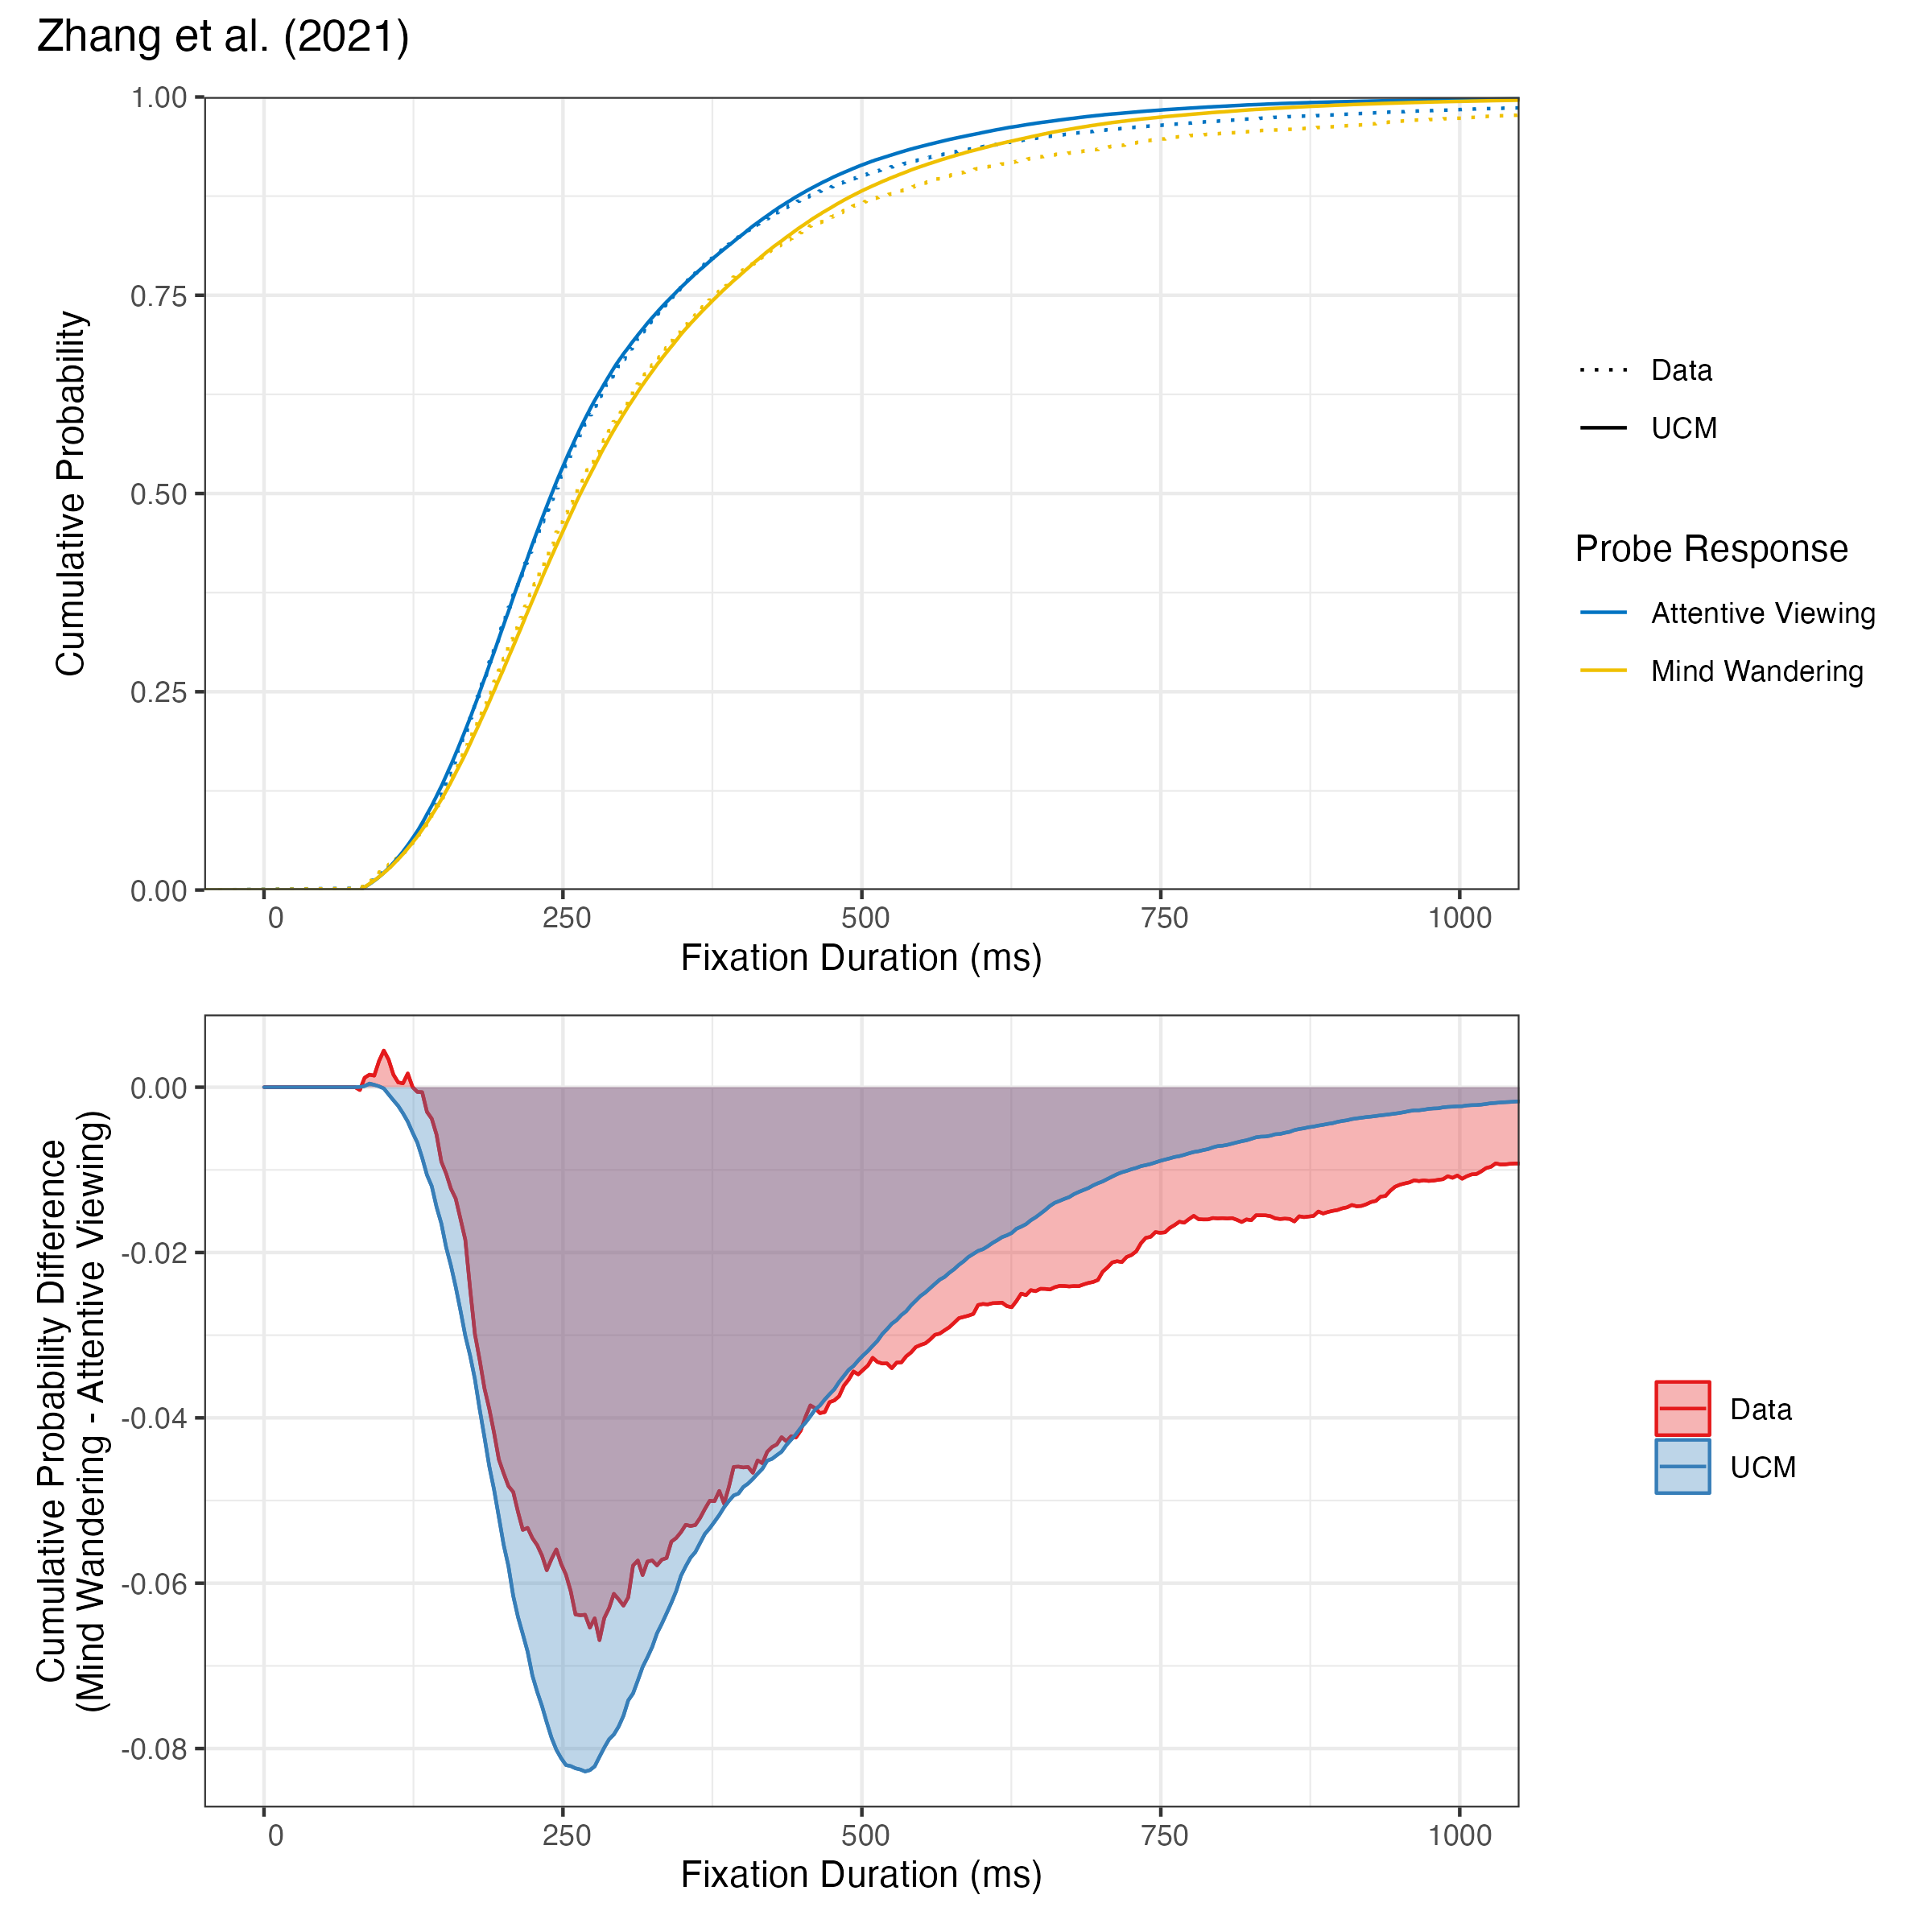 Zhang et al. (2021)
1.00
0.75
0.50
0.25
0.00
Cumulative Probability
0 250 500 750 1000
Fixation Duration (ms)
Data
UCM
Probe Response
Attentive Viewing
Mind Wandering
0.00
-0.02
-0.04
-0.06
-0.08
Cumulative Probability Difference
(Mind Wandering - Attentive Viewing)
0 250 500 750 1000
Fixation Duration (ms)
Data
UCM